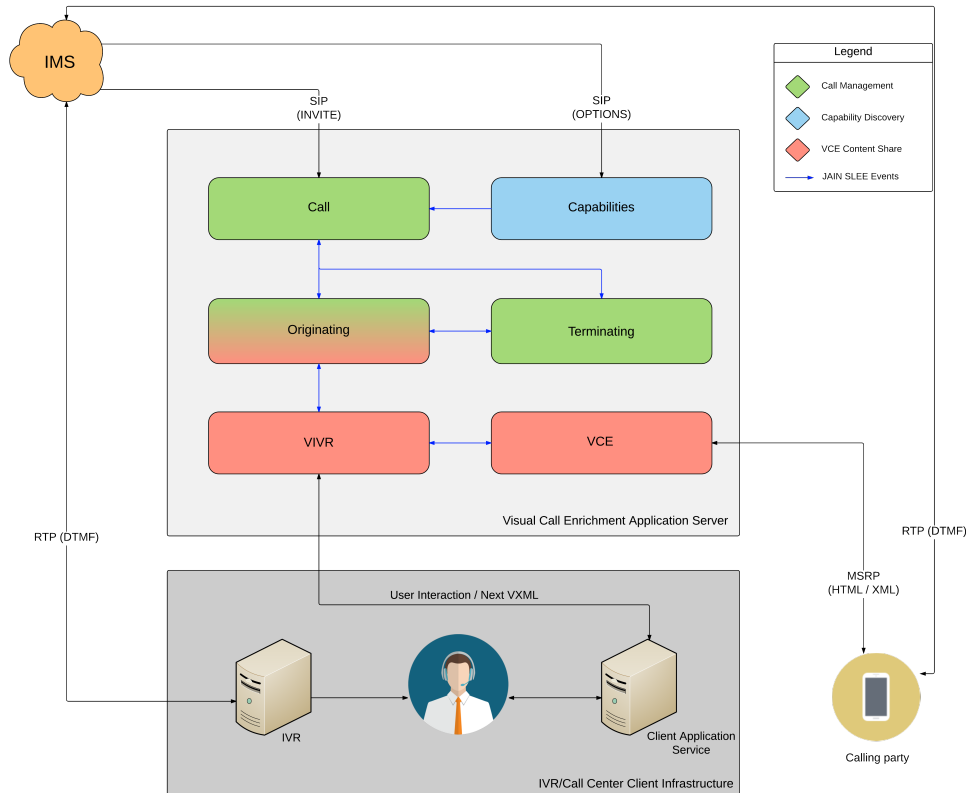 IMS
Legend
Call Management
Capability Discovery
VCE Content Share
JAIN SLEE Events
SIP
(INVITE)
SIP
(OPTIONS)
Call
Capabilities
Originating
Terminating
VIVR
VCE
Visual Call Enrichment Application Server
RTP (DTMF)
RTP (DTMF)
MSRP
(HTML / XML)
User Interaction / Next VXML
IVR
Client Application
Service
Calling party
IVR/Call Center Client Infrastructure